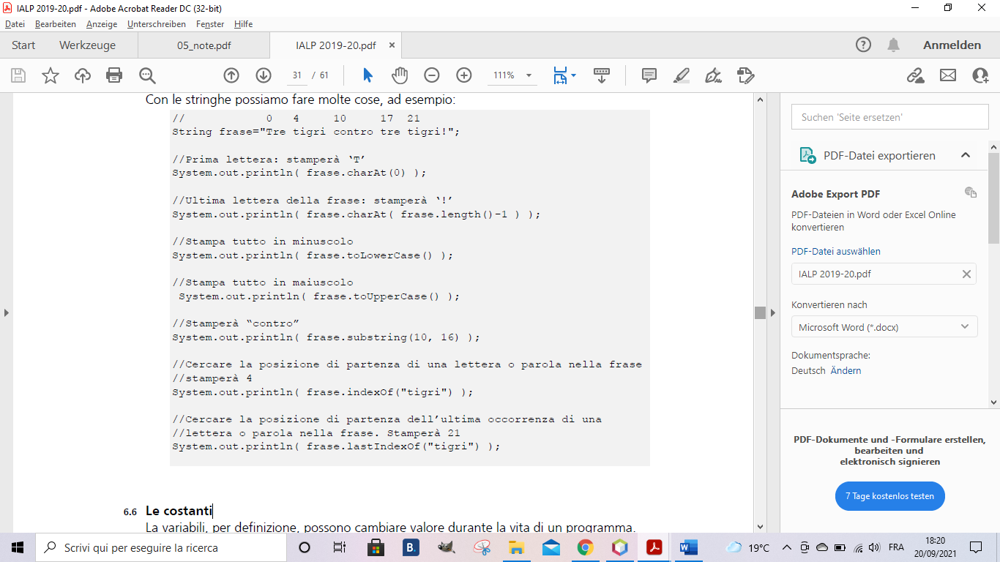 IALP 2019-20.pdf - Adobe Acrobat Reader DC (32-bit)
Datei Bearbeiten Anzeige Unterschreiben Fenster Hilfe
Start Werkzeuge 05_note.pdf IALP 2019-20.pdf × Anmelden
31 / 61 111%
Con le stringhe possiamo fare molte cose, ad esempio:
// 0 4 10 17 21
String frase="Tre tigri contro tre tigri!";
//Prima lettera: stamperà ‘T’
System.out.println( frase.charAt(0) );
//Ultima lettera della frase: stamperà ‘!’
System.out.println( frase.charAt( frase.length()-1 ) );
//Stampa tutto in minuscolo
System.out.println( frase.toLowerCase() );
//Stampa tutto in maiuscolo
System.out.println( frase.toUpperCase() );
//Stamperà “contro”
System.out.println( frase.substring(10, 16) );
//Cercare la posizione di partenza di una lettera o parola nella frase
//stamperà 4
System.out.println( frase.indexOf("tigri") );
//Cercare la posizione di partenza dell’ultima occorrenza di una
//lettera o parola nella frase. Stamperà 21
System.out.println( frase.lastIndexOf("tigri") );
6.6 Le costanti
La variabili, per definizione, possono cambiare valore durante la vita di un programma.
Suchen 'Seite ersetzen'
PDF-Datei exportieren
Adobe Export PDF
PDF-Dateien in Word oder Excel Online
konvertieren
PDF-Datei auswählen
IALP 2019-20.pdf
Konvertieren nach
Microsoft Word (*.docx)
Dokumentsprache:
Deutsch Ändern
PDF-Dokumente und -Formulare erstellen,
bearbeiten und
elektronisch signieren
7 Tage kostenlos testen
Scrivi qui per eseguire la ricerca
B.
W
19°C
FRA
18:20
20/09/2021